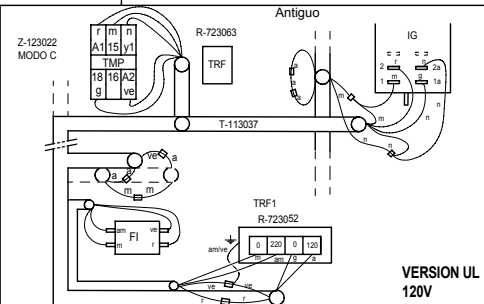 Antiguo
Z-123022
MODO C
r m n
A1 15 y1
TMP
18 16 A2
g ve
R-723063
TRF
IG
r n
2 2a
m g
1 1a
a
a
m
m
n
n
n
n
T-113037
ve a
a a
m m
am ve
FI
m r
TRF1
R-723052
0 220 0 120
m am g a
am/ve
ve ve
r r
VERSION UL
120V